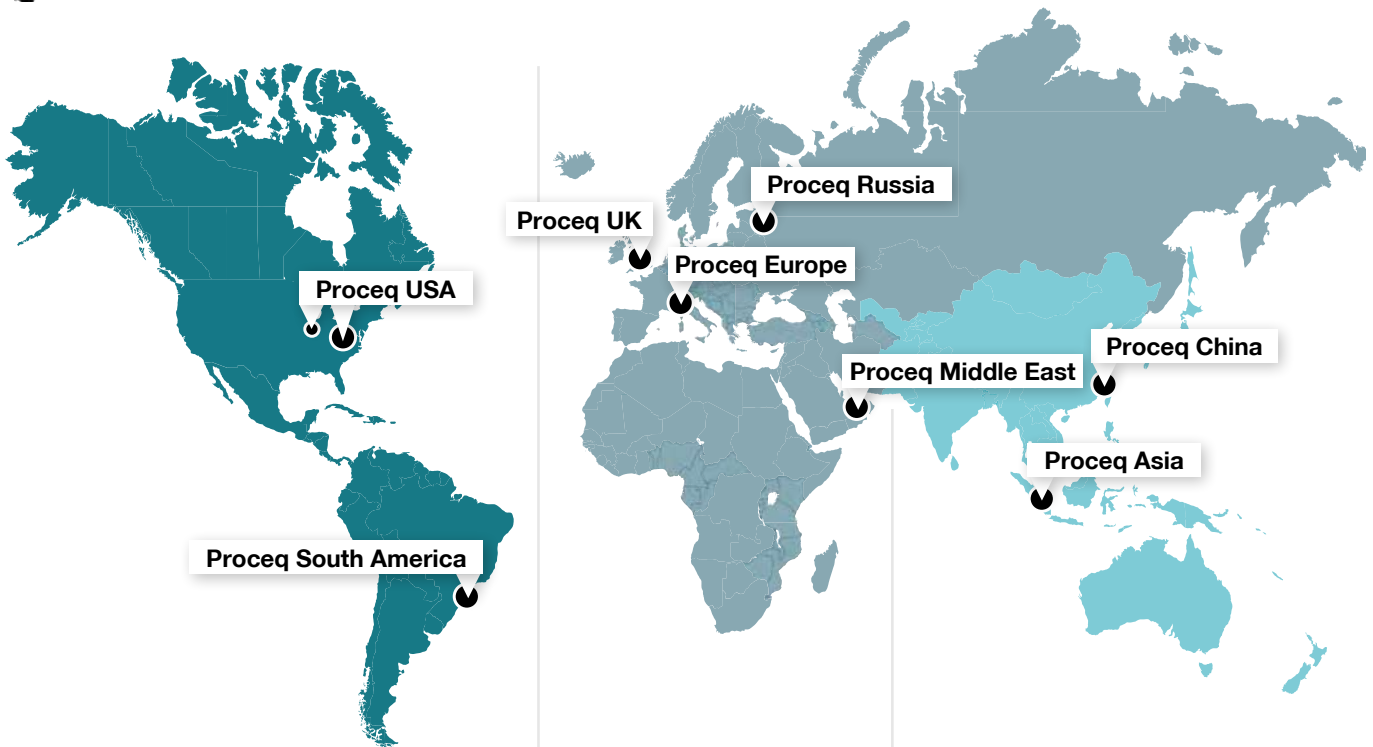 Proceq Russia
Proceq UK
Proceq Europe
Proceq USA
Proceq China
Proceq Middle East
Proceq Asia
Proceq South America